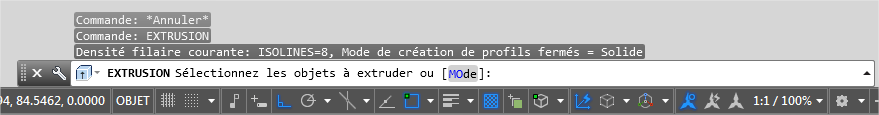 Commande: *Annuler*
Commande: EXTRUSION
Densité filaire courante: ISOLINES=8, Mode de création de profils fermés = Solide
EXTRUSION Sélectionnez les objets à extruder ou [MOde]:
94, 84.5462, 0.0000 OBJET 1:1 / 100%